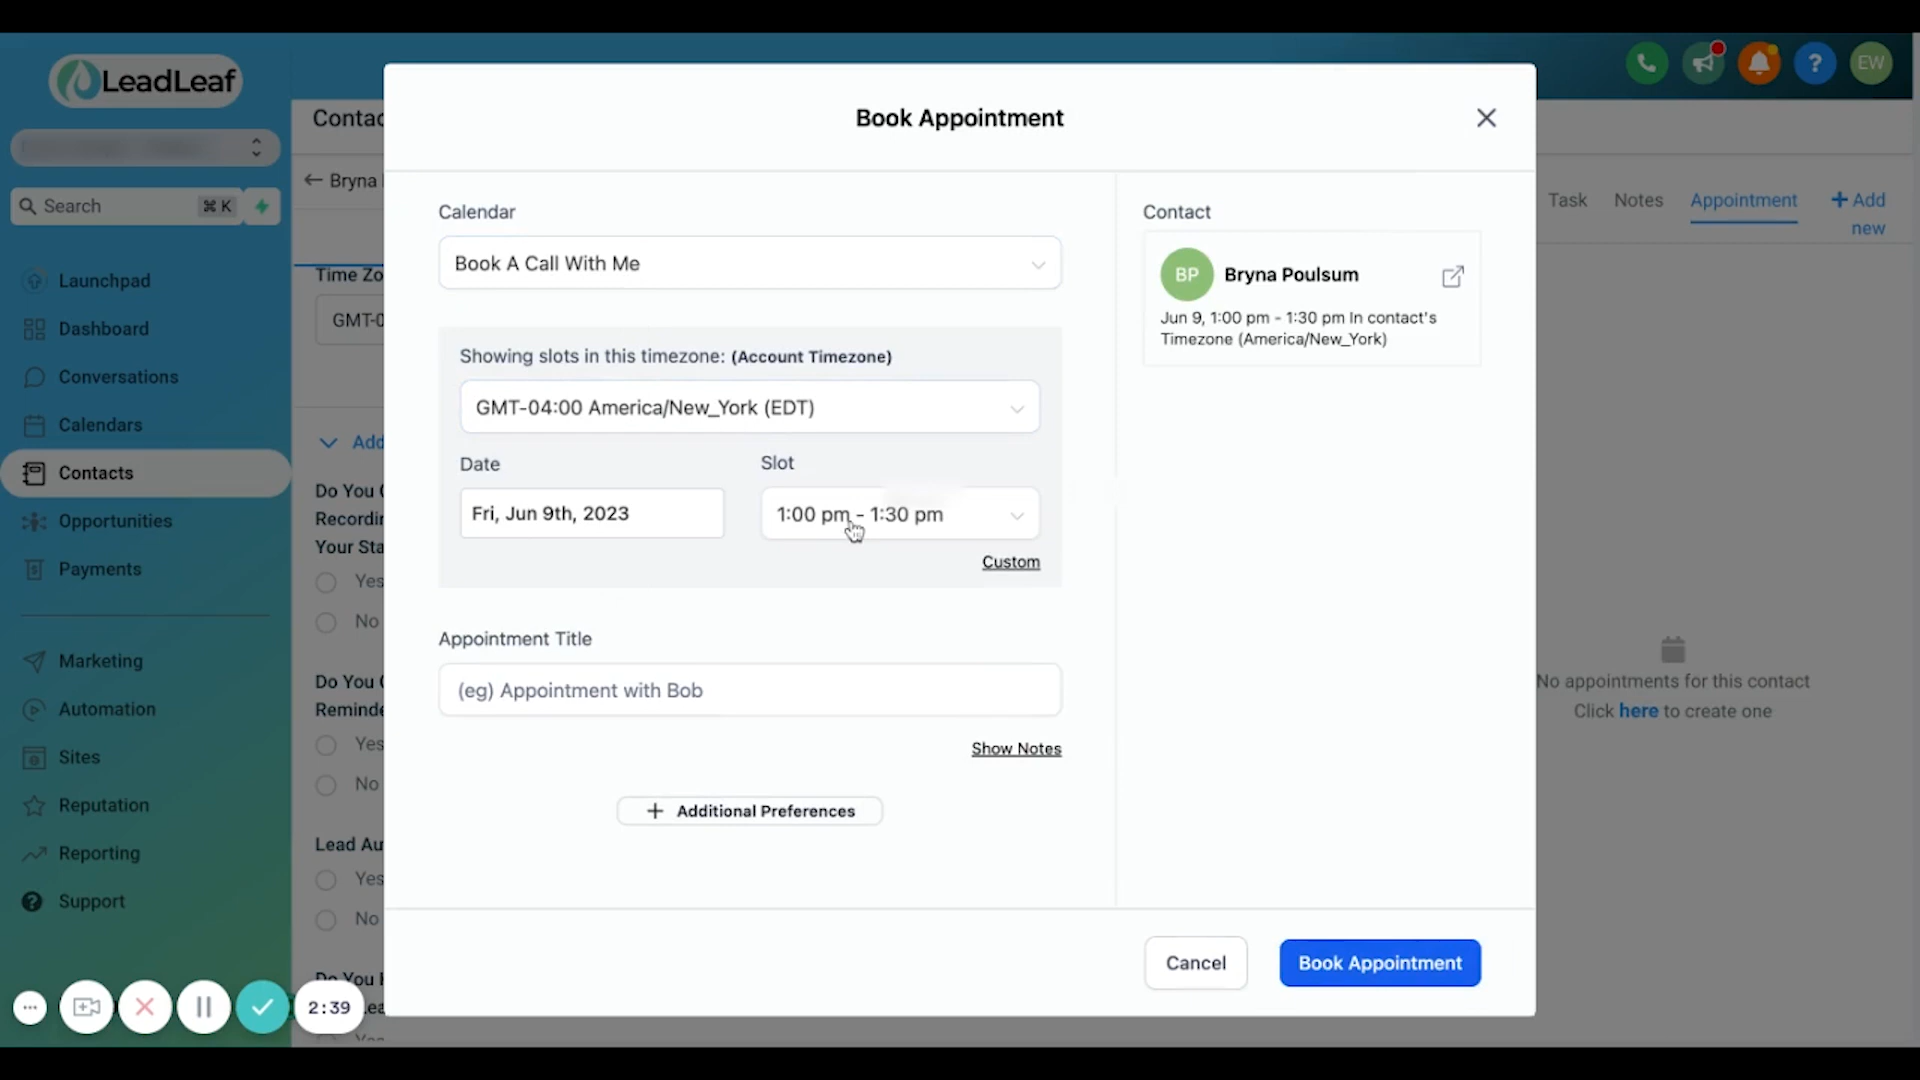 LeadLeaf
Search
⌘ K
Launchpad
Dashboard
Conversations
Calendars
Contacts
Opportunities
Payments
Marketing
Automation
Sites
Reputation
Reporting
Support
2:39
Contac
← Bryna
Time Zo
GMT-0
Add
Do You
Recordin
Your Sta
Yes
No
Do You
Reminde
Yes
No
Lead Au
Yes
No
Do You
Book Appointment
Calendar
Book A Call With Me
Showing slots in this timezone: (Account Timezone)
GMT-04:00 America/New_York (EDT)
Date
Slot
Fri, Jun 9th, 2023
1:00 pm - 1:30 pm
Custom
Appointment Title
(eg) Appointment with Bob
Show Notes
+ Additional Preferences
Contact
BP
Bryna Poulsum
Jun 9, 1:00 pm - 1:30 pm In contact's
Timezone (America/New_York)
Cancel
Book Appointment
?
EW
Task
Notes
Appointment
+ Add
new
No appointments for this contact
Click here to create one